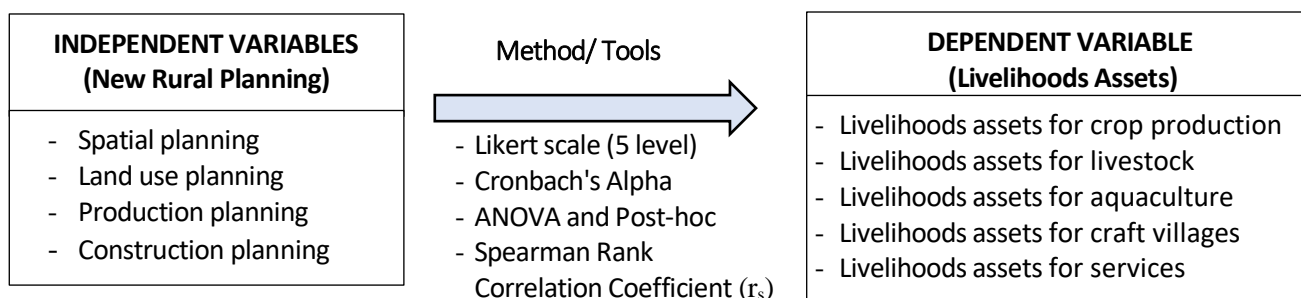 INDEPENDENT VARIABLES
(New Rural Planning)
- Spatial planning
- Land use planning
- Production planning
- Construction planning
Method/ Tools
- Likert scale (5 level)
- Cronbach's Alpha
- ANOVA and Post-hoc
- Spearman Rank
Correlation Coefficient (rs)
DEPENDENT VARIABLE
(Livelihoods Assets)
- Livelihoods assets for crop production
- Livelihoods assets for livestock
- Livelihoods assets for aquaculture
- Livelihoods assets for craft villages
- Livelihoods assets for services